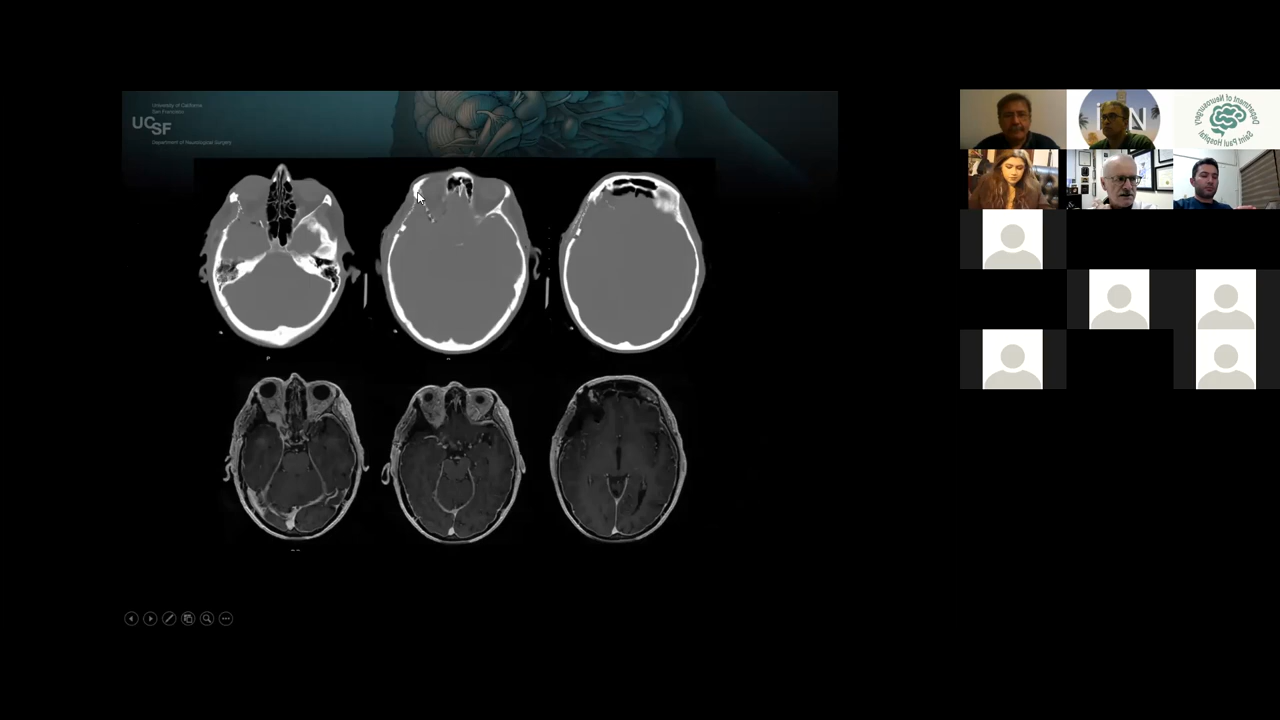 University of California
San Francisco
UCSF
Department of Neurological Surgery
N
Department of Neurosurgery
Saint Paul Hospital
P